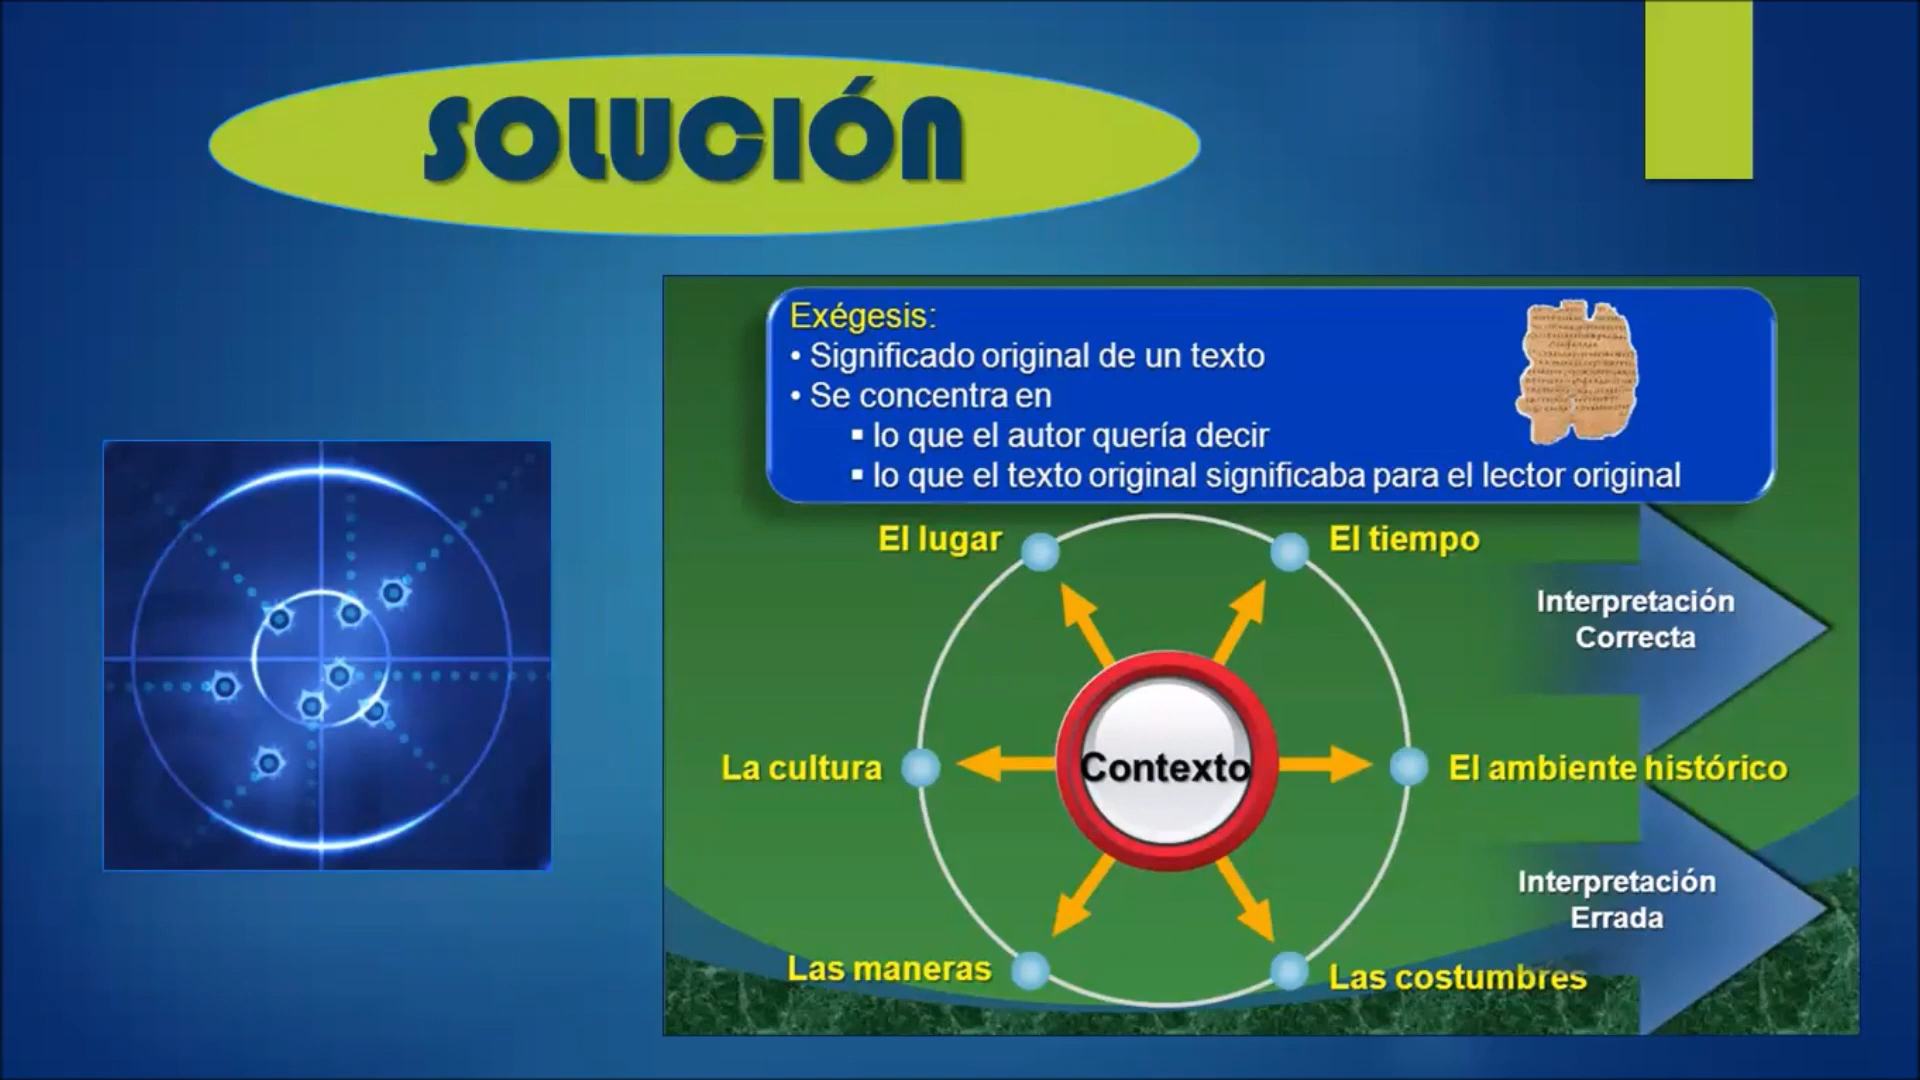 SOLUCIÓN
Exégesis:
• Significado original de un texto
• Se concentra en
▪ lo que el autor quería decir
▪ lo que el texto original significaba para el lector original
El lugar
El tiempo
Interpretación
Correcta
La cultura
Contexto
El ambiente histórico
Interpretación
Errada
Las maneras
Las costumbres